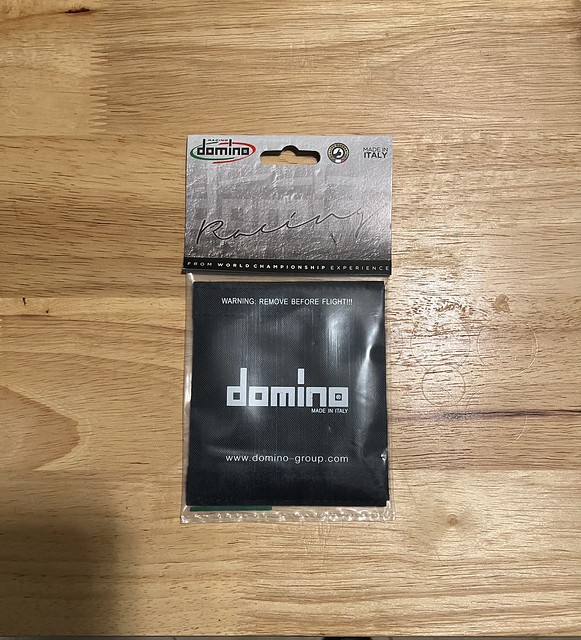 RACING
domino
MADE IN
ITALY
Racing
FROM WORLD CHAMPIONSHIP EXPERIENCE
WARNING: REMOVE BEFORE FLIGHT!!!
domino
MADE IN ITALY
www.domino-group.com